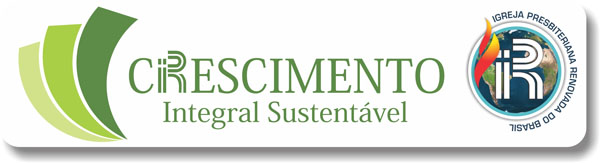 CRESCIMENTO
Integral Sustentável
IGREJA PRESBITERIANA RENOVADA DO BRASIL